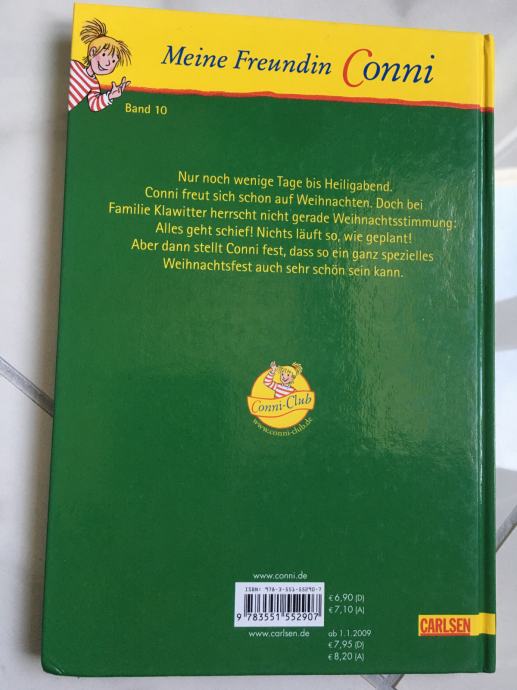 Meine Freundin Conni
Band 10
Nur noch wenige Tage bis Heiligabend.
Conni freut sich schon auf Weihnachten. Doch bei
Familie Klawitter herrscht nicht gerade Weihnachtsstimmung:
Alles geht schief! Nichts läuft so, wie geplant!
Aber dann stellt Conni fest, dass so ein ganz spezielles
Weihnachtsfest auch sehr schön sein kann.
Conni-Club
www.conni-club.de
www.conni.de
ISBN: 978-3-551-55290-7
9 783551 552907
€ 6,90 (D)
€ 7,10 (A)
www.carlsen.de
ab 1.1.2009
€ 7,95 (D)
€ 8,20 (A)
CARLSEN